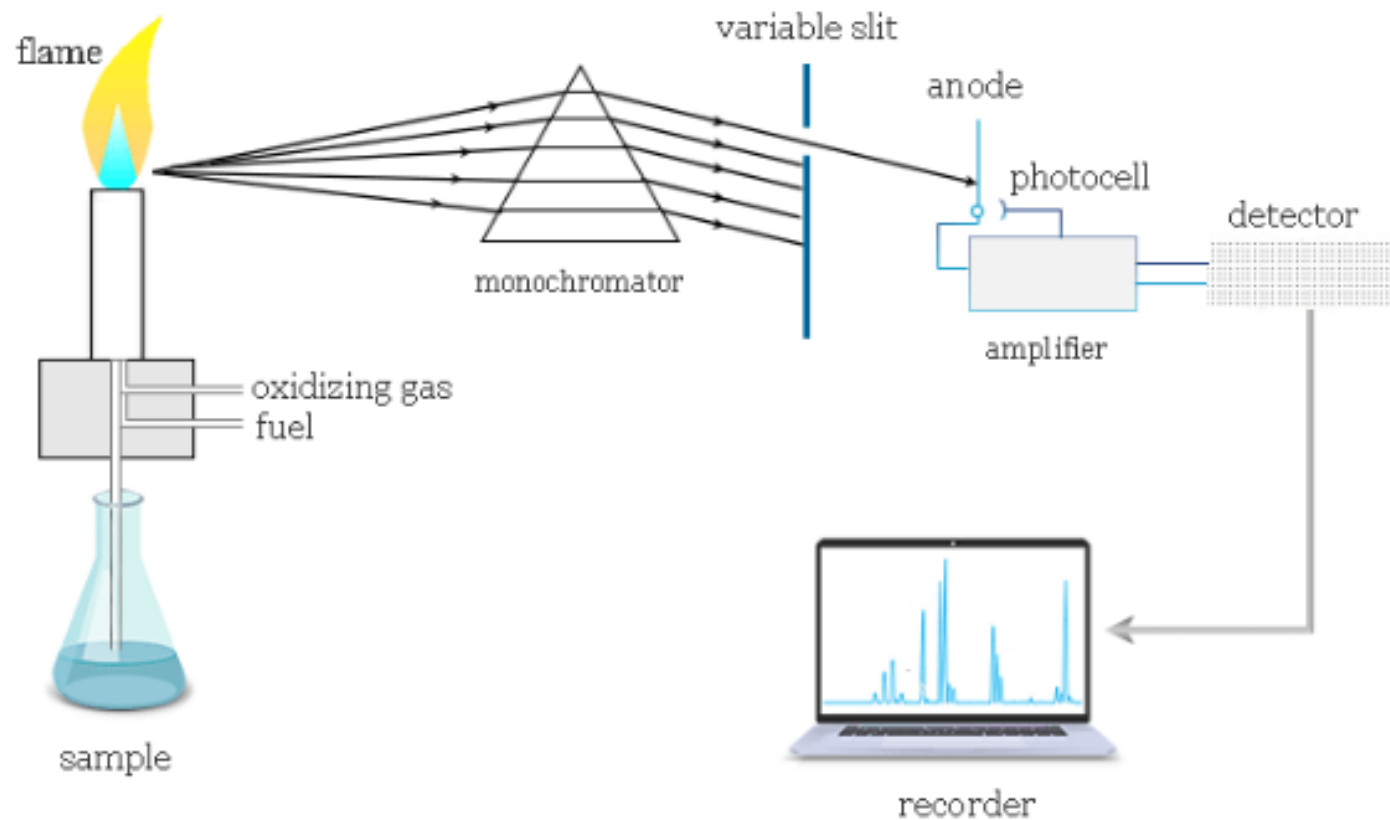 flame
variable slit
anode
photocell
detector
monochromator
amplifier
oxidizing gas
fuel
sample
recorder